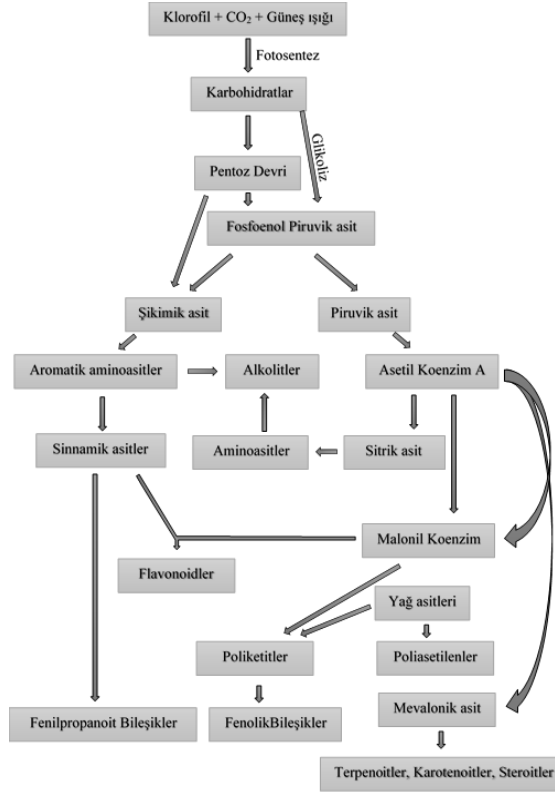 Klorofil + CO₂ + Güneş ışığı
Fotosentez
Karbohidratlar
Glikoliz
Pentoz Devri
Fosfoenol Piruvik asit
Şikimik asit
Piruvik asit
Aromatik aminoasitler
Alkolitler
Asetil Koenzim A
Sinnamik asitler
Aminoasitler
Sitrik asit
Malonil Koenzim
Flavonoidler
Yağ asitleri
Poliketitler
Poliasetilenler
Mevalonik asit
Fenilpropanoit Bileşikler
FenolikBileşikler
Terpenoitler, Karotenoitler, Steroitler